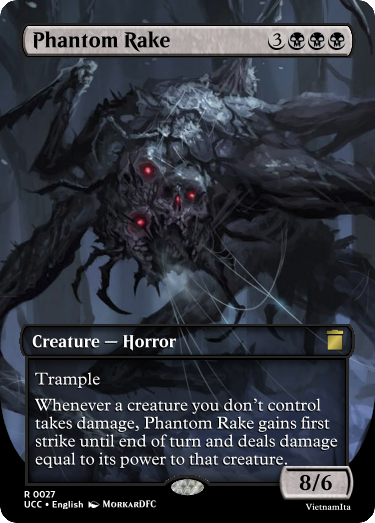 Phantom Rake 3
Creature — Horror
Trample
Whenever a creature you don't control
takes damage, Phantom Rake gains first
strike until end of turn and deals damage
equal to its power to that creature.
8/6
R 0027
UCC • English MorkarDFC
VietnamIta